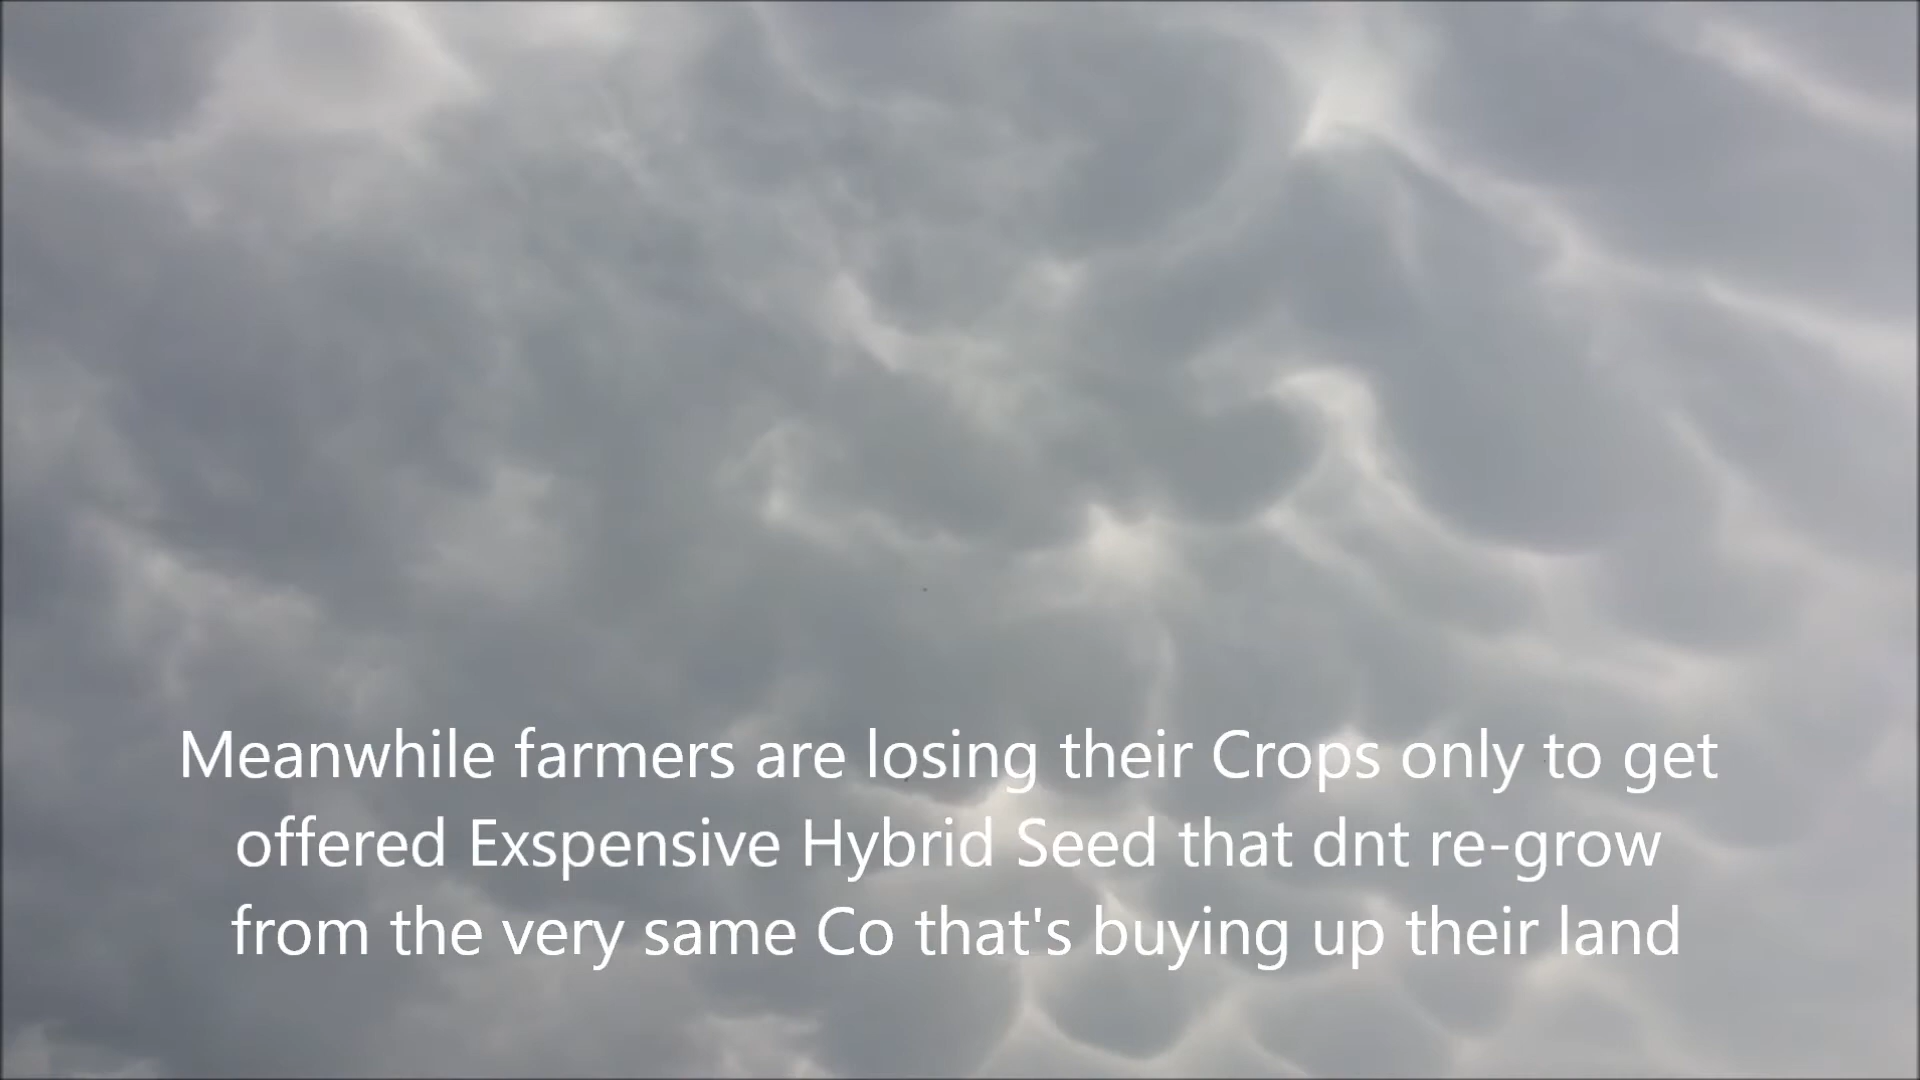 Meanwhile farmers are losing their Crops only to get
offered Exspensive Hybrid Seed that dnt re-grow
from the very same Co that's buying up their land